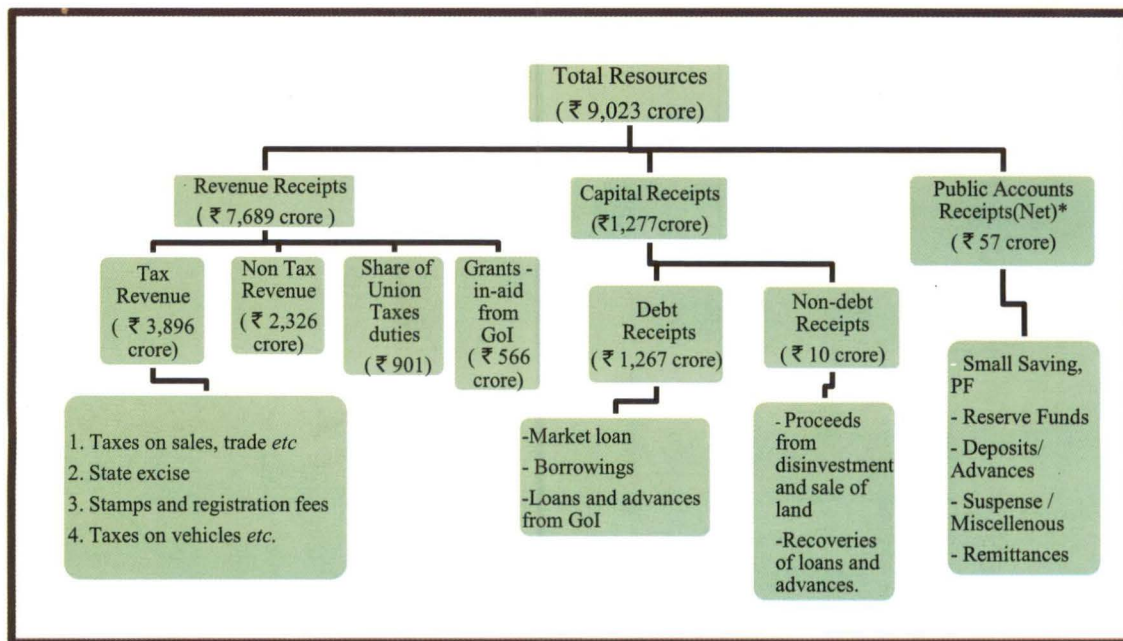 Total Resources
( ₹ 9,023 crore)
Revenue Receipts
( ₹ 7,689 crore )
Capital Receipts
(₹1,277crore)
Public Accounts
Receipts(Net)*
( ₹ 57 crore)
Tax
Revenue
( ₹ 3,896
crore)
Non Tax
Revenue
( ₹ 2,326
crore)
Share of
Union
Taxes
duties
( ₹ 901)
Grants -
in-aid
from
GoI
( ₹ 566
crore)
Debt
Receipts
( ₹ 1,267 crore)
Non-debt
Receipts
( ₹ 10 crore)
1. Taxes on sales, trade etc
2. State excise
3. Stamps and registration fees
4. Taxes on vehicles etc.
-Market loan
- Borrowings
-Loans and advances
from GoI
- Proceeds
from
disinvestment
and sale of
land
-Recoveries
of loans and
advances.
- Small Saving,
PF
- Reserve Funds
- Deposits/
Advances
- Suspense /
Miscellenous
- Remittances